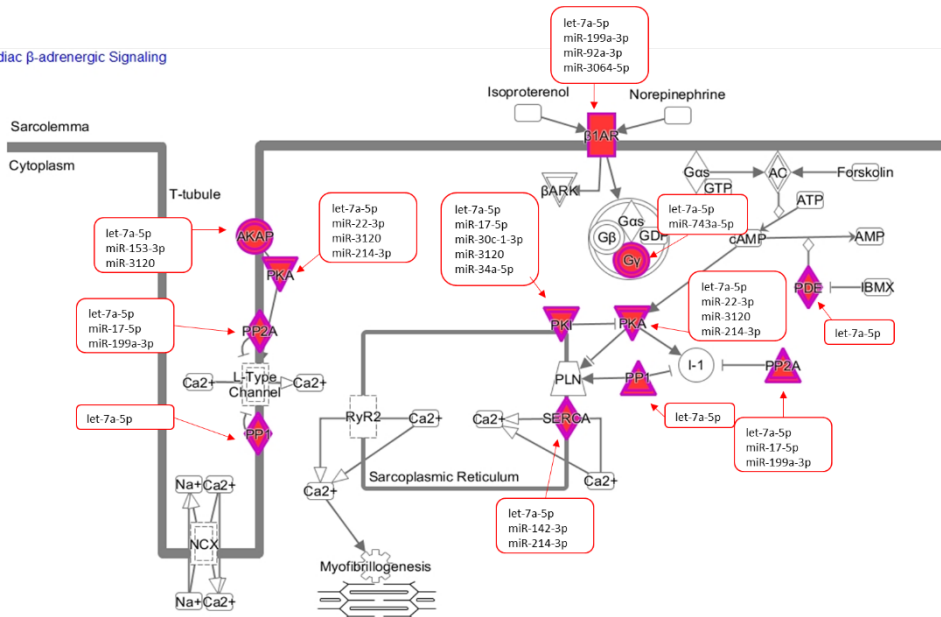 diac β-adrenergic Signaling
let-7a-5p
miR-199a-3p
miR-92a-3p
miR-3064-5p
Isoproterenol
Norepinephrine
Sarcolemma
Cytoplasm
β1AR
T-tubule
βARK
Gαs
GTP
AC
Forskolin
ATP
cAMP
AMP
let-7a-5p
miR-153-3p
miR-3120
AKAP
PKA
let-7a-5p
miR-22-3p
miR-3120
miR-214-3p
let-7a-5p
miR-17-5p
miR-30c-1-3p
miR-3120
miR-34a-5p
Gαs
Gβ
GDP
Gγ
let-7a-5p
miR-743a-5p
PDE
IBMX
let-7a-5p
let-7a-5p
miR-17-5p
miR-199a-3p
PP2A
PKI
PKA
let-7a-5p
miR-22-3p
miR-3120
miR-214-3p
Ca2+
L-Type
Channel
Ca2+
PLN
PP1
I-1
PP2A
let-7a-5p
let-7a-5p
PP1
RyR2
Ca2+
Ca2+
SERCA
let-7a-5p
miR-17-5p
miR-199a-3p
Sarcoplasmic Reticulum
Ca2+
Ca2+
Na+
Ca2+
NCX
Na+
Ca2+
let-7a-5p
miR-142-3p
miR-214-3p
Myofibrillogenesis